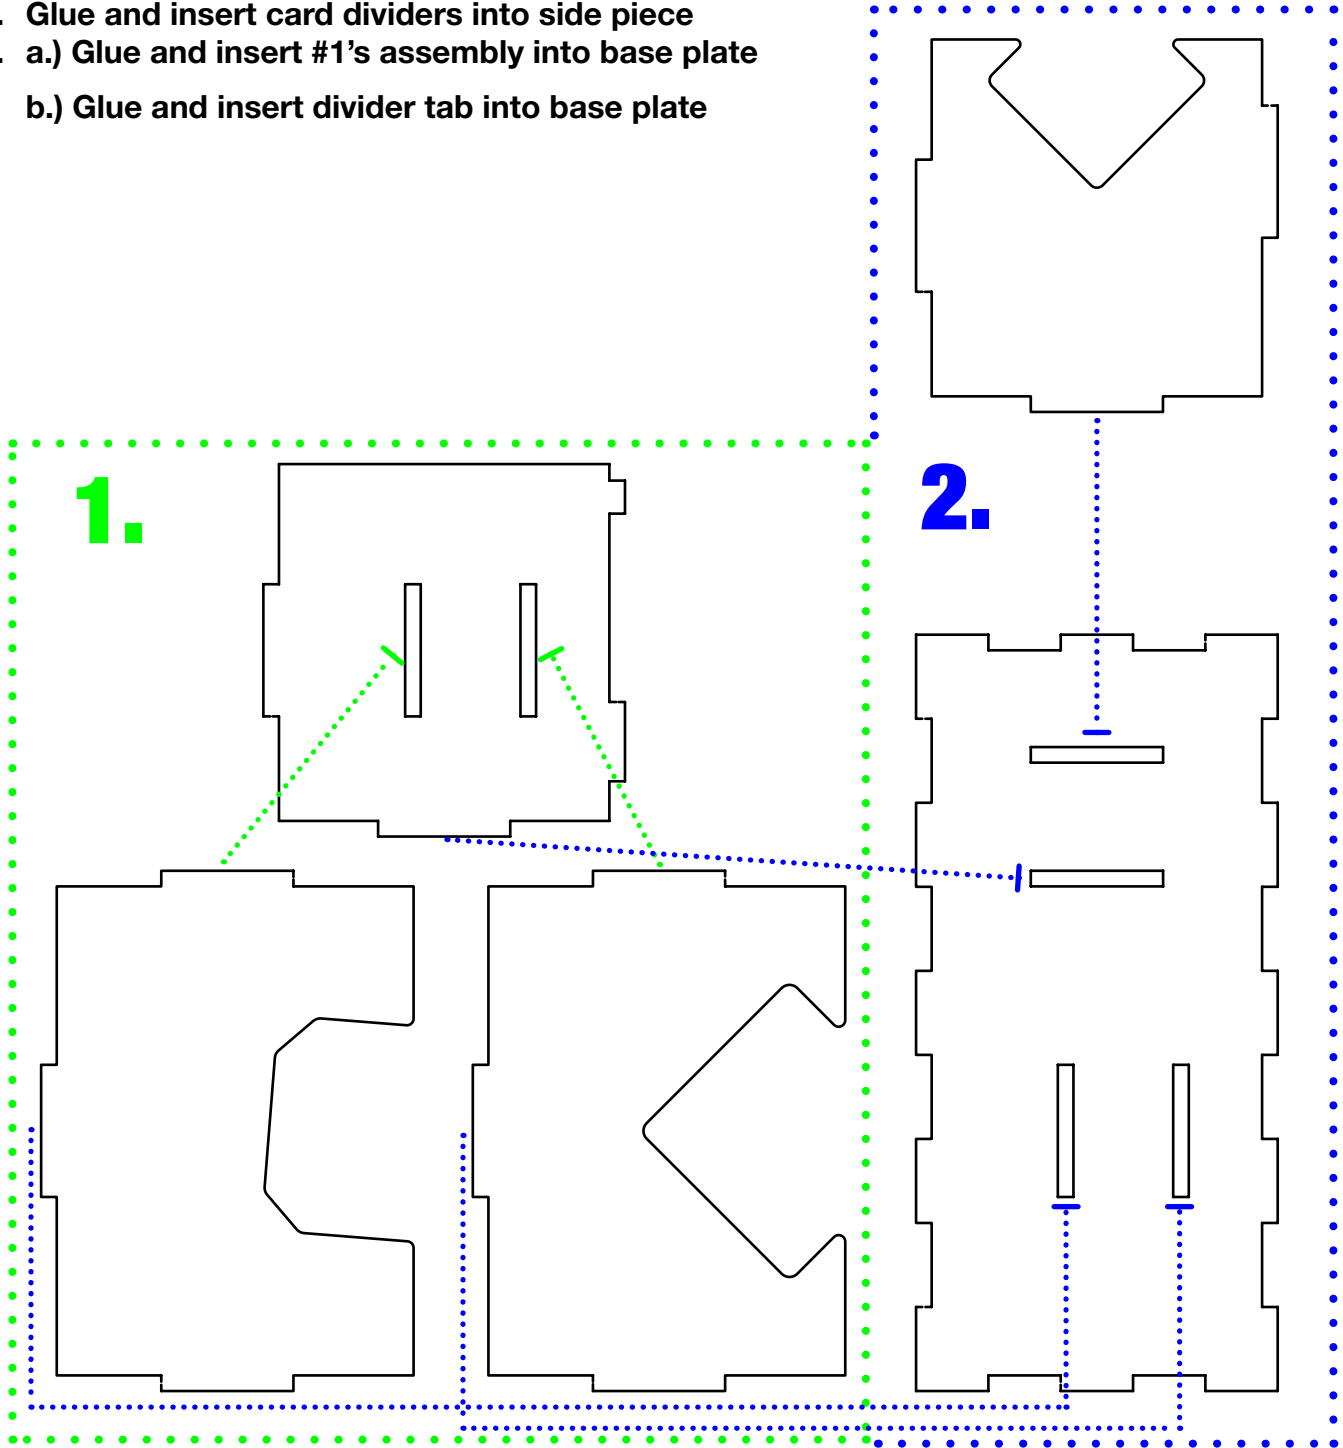 . Glue and insert card dividers into side piece
. a.) Glue and insert #1’s assembly into base plate
b.) Glue and insert divider tab into base plate
1.
2.